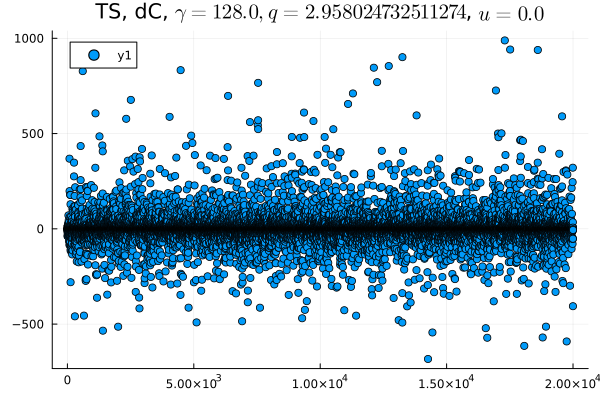 TS, dC, γ = 128.0, q = 2.958024732511274, u = 0.0
y1
1000
500
0
−500
0 5.00×10³ 1.00×10⁴ 1.50×10⁴ 2.00×10⁴